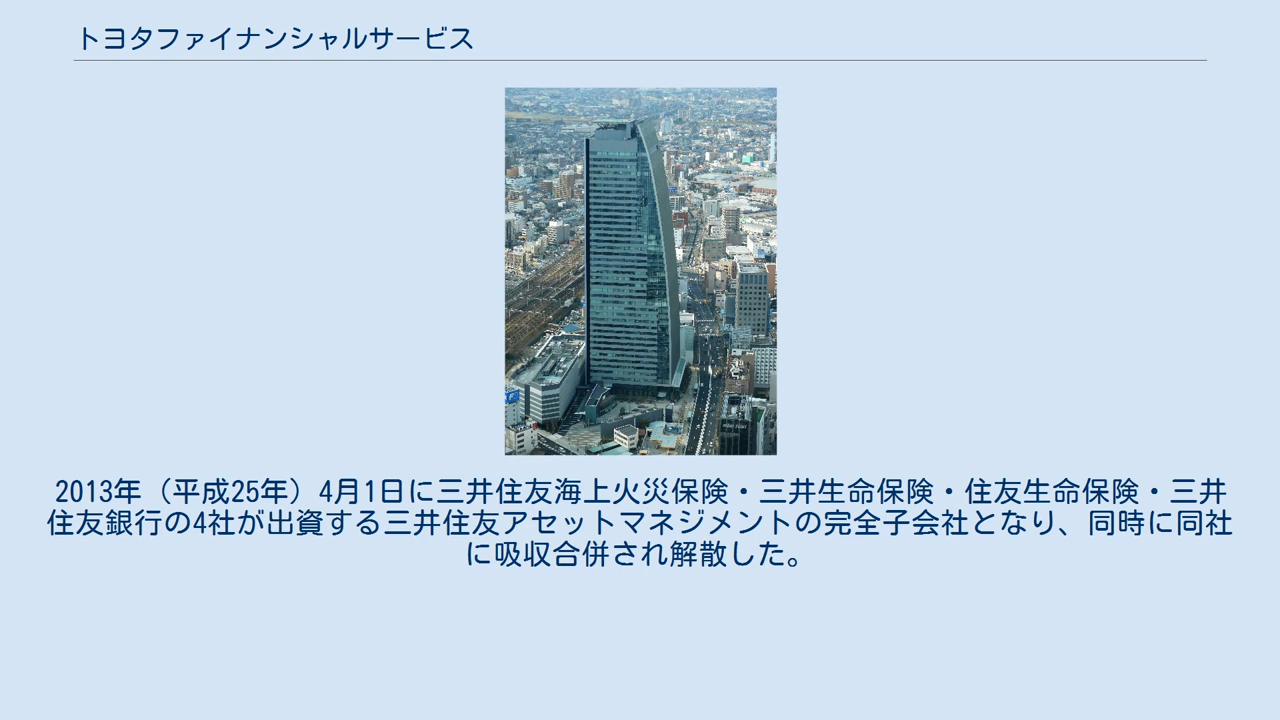 トヨタファイナンシャルサービス
2013年（平成25年）4月1日に三井住友海上火災保険・三井生命保険・住友生命保険・三井
住友銀行の4社が出資する三井住友アセットマネジメントの完全子会社となり、同時に同社
に吸収合併され解散した。